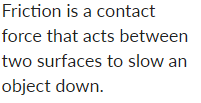 Friction is a contact
force that acts between
two surfaces to slow an
object down.